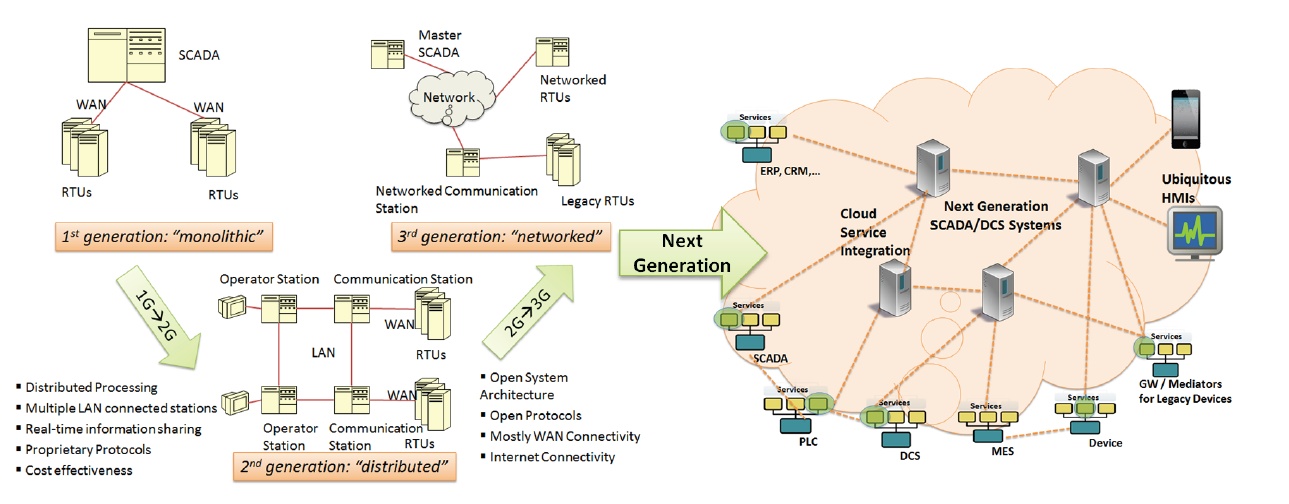 SCADA
WAN
WAN
RTUs
RTUs
1st generation: “monolithic”
Master
SCADA
Network
Networked
RTUs
Networked Communication
Station
Legacy RTUs
3rd generation: “networked”
1G→2G
Operator Station
Communication Station
WAN
RTUs
LAN
WAN
RTUs
Operator
Station
Communication
Station
2nd generation: “distributed”
▪ Distributed Processing
▪ Multiple LAN connected stations
▪ Real-time information sharing
▪ Proprietary Protocols
▪ Cost effectiveness
2G→3G
▪ Open System
Architecture
▪ Open Protocols
▪ Mostly WAN Connectivity
▪ Internet Connectivity
Next
Generation
Services
ERP, CRM,...
Cloud
Service
Integration
Next Generation
SCADA/DCS Systems
Ubiquitous
HMIs
Services
SCADA
Services
PLC
Services
DCS
Services
MES
Services
Device
Services
GW / Mediators
for Legacy Devices